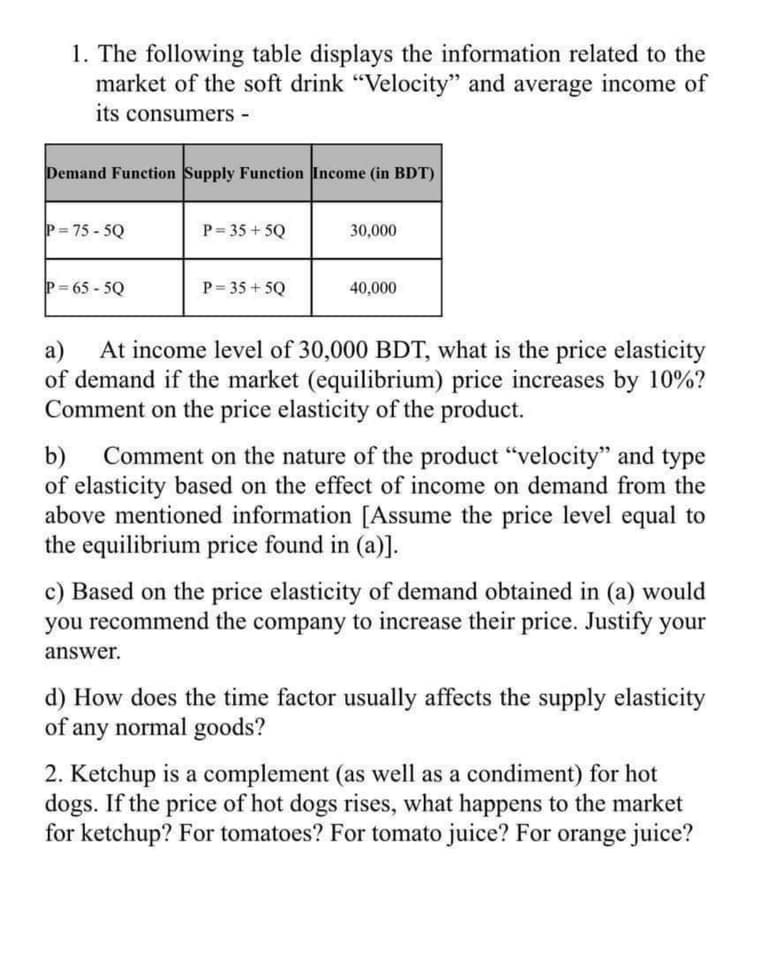 1. The following table displays the information related to the
market of the soft drink “Velocity” and average income of
its consumers -
Demand Function Supply Function Income (in BDT)
P = 75 - 5Q P = 35 + 5Q 30,000
P = 65 - 5Q P = 35 + 5Q 40,000
a) At income level of 30,000 BDT, what is the price elasticity
of demand if the market (equilibrium) price increases by 10%?
Comment on the price elasticity of the product.
b) Comment on the nature of the product “velocity” and type
of elasticity based on the effect of income on demand from the
above mentioned information [Assume the price level equal to
the equilibrium price found in (a)].
c) Based on the price elasticity of demand obtained in (a) would
you recommend the company to increase their price. Justify your
answer.
d) How does the time factor usually affects the supply elasticity
of any normal goods?
2. Ketchup is a complement (as well as a condiment) for hot
dogs. If the price of hot dogs rises, what happens to the market
for ketchup? For tomatoes? For tomato juice? For orange juice?